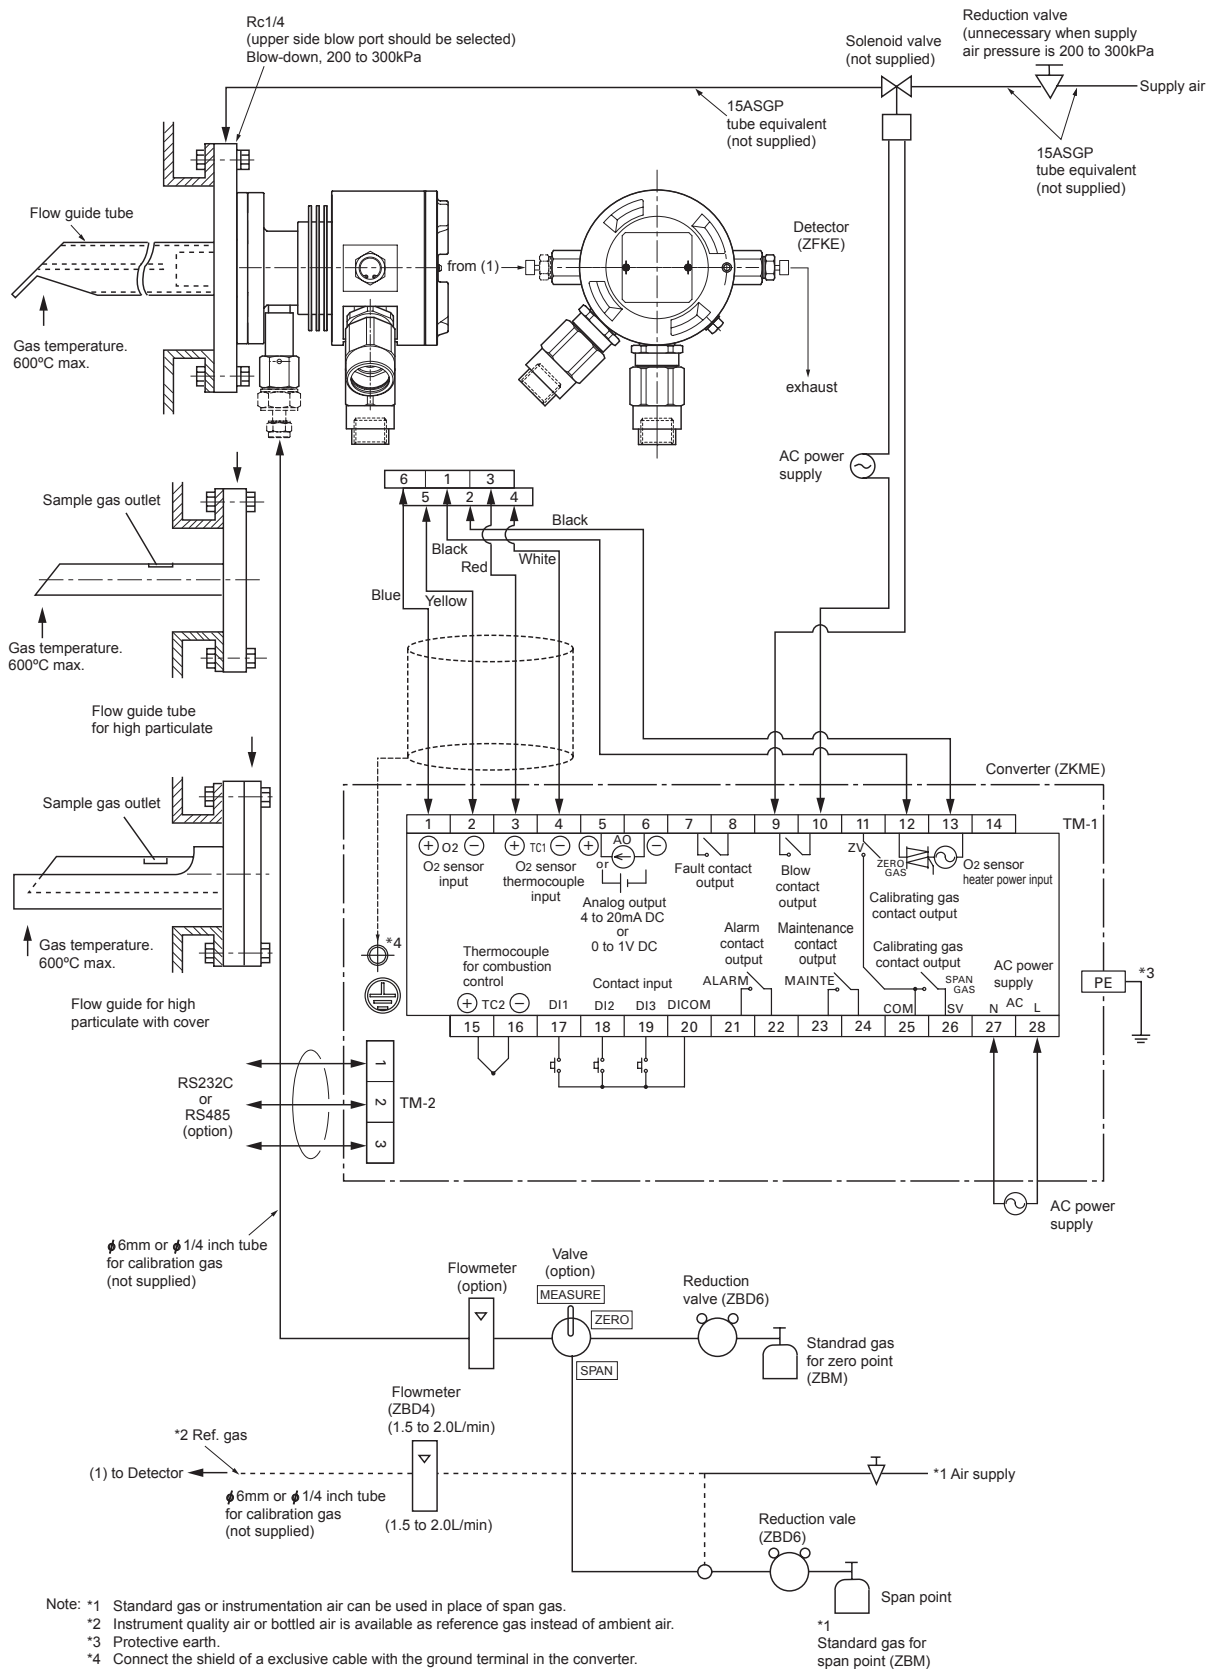 Rc1/4
(upper side blow port should be selected)
Blow-down, 200 to 300kPa
Solenoid valve
(not supplied)
Reduction valve
(unnecessary when supply
air pressure is 200 to 300kPa
Supply air
15ASGP
tube equivalent
(not supplied)
15ASGP
tube equivalent
(not supplied)
Flow guide tube
from (1)
Detector
(ZFKE)
Gas temperature.
600ºC max.
exhaust
AC power
supply
6 1 3
5 2 4
Sample gas outlet
Black
Black
White
Red
Blue
Yellow
Gas temperature.
600ºC max.
Flow guide tube
for high particulate
Converter (ZKME)
Sample gas outlet
1 2 3 4 5 6 7 8 9 10 11 12 13 14
TM-1
+ O2 −
O2 sensor
input
+ TC1 −
O2 sensor
thermocouple
input
+ AO −
or
Analog output
4 to 20mA DC
or
0 to 1V DC
Fault contact
output
Blow
contact
output
ZV
ZERO
GAS
Calibrating gas
contact output
O2 sensor
heater power input
Gas temperature.
600ºC max.
Flow guide for high
particulate with cover
*4
Thermocouple
for combustion
control
+ TC2 −
Contact input
DI1 DI2 DI3 DICOM
Alarm
contact
output
ALARM
Maintenance
contact
output
MAINTE
Calibrating gas
contact output
SPAN
GAS
COM
SV
AC power
supply
N AC L
PE
*3
15 16 17 18 19 20 21 22 23 24 25 26 27 28
RS232C
or
RS485
(option)
1
2
3
TM-2
AC power
supply
ϕ6mm or ϕ1/4 inch tube
for calibration gas
(not supplied)
Flowmeter
(option)
Valve
(option)
MEASURE
ZERO
SPAN
Reduction
valve (ZBD6)
Standrad gas
for zero point
(ZBM)
Flowmeter
(ZBD4)
(1.5 to 2.0L/min)
*2 Ref. gas
(1) to Detector
*1 Air supply
ϕ6mm or ϕ1/4 inch tube
for calibration gas
(not supplied)
(1.5 to 2.0L/min)
Reduction vale
(ZBD6)
Span point
*1
Standard gas for
span point (ZBM)
Note: *1 Standard gas or instrumentation air can be used in place of span gas.
*2 Instrument quality air or bottled air is available as reference gas instead of ambient air.
*3 Protective earth.
*4 Connect the shield of a exclusive cable with the ground terminal in the converter.